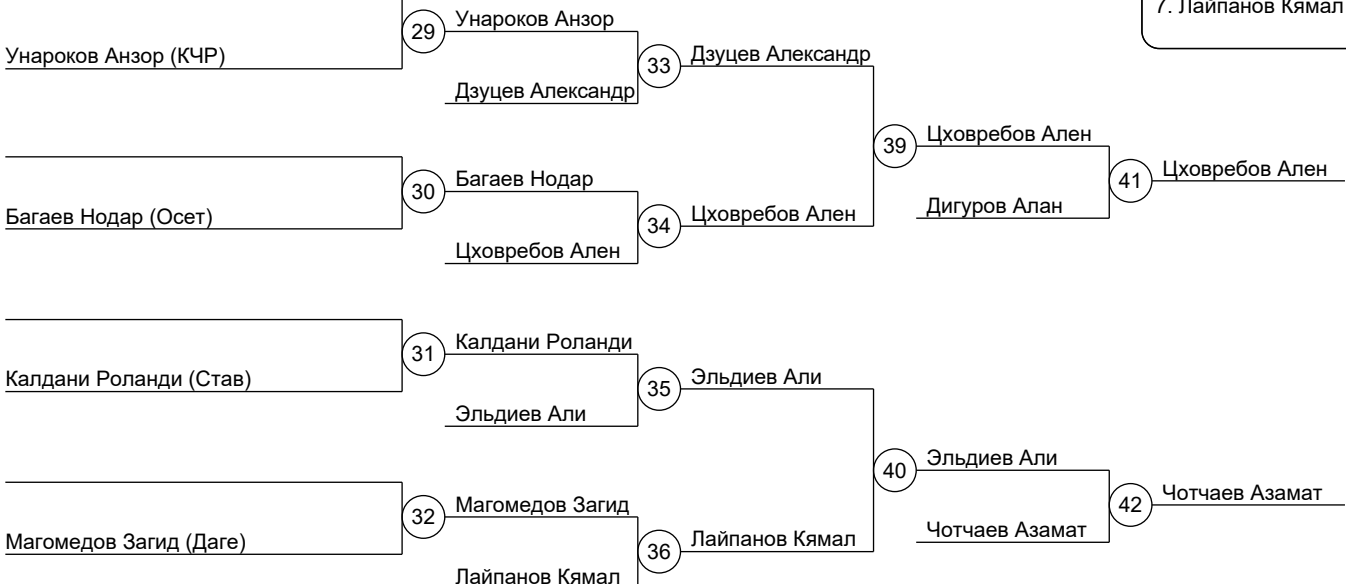 7. Лайпанов Кямал
29
Унароков Анзор
Унароков Анзор (КЧР)
33
Дзуцев Александр
Дзуцев Александр
39
Цховребов Ален
30
Багаев Нодар
41
Цховребов Ален
Багаев Нодар (Осет)
34
Цховребов Ален
Дигуров Алан
Цховребов Ален
31
Калдани Роланди
Калдани Роланди (Став)
35
Эльдиев Али
Эльдиев Али
40
Эльдиев Али
32
Магомедов Загид
42
Чотчаев Азамат
Магомедов Загид (Даге)
36
Лайпанов Кямал
Чотчаев Азамат
Лайпанов Кямал